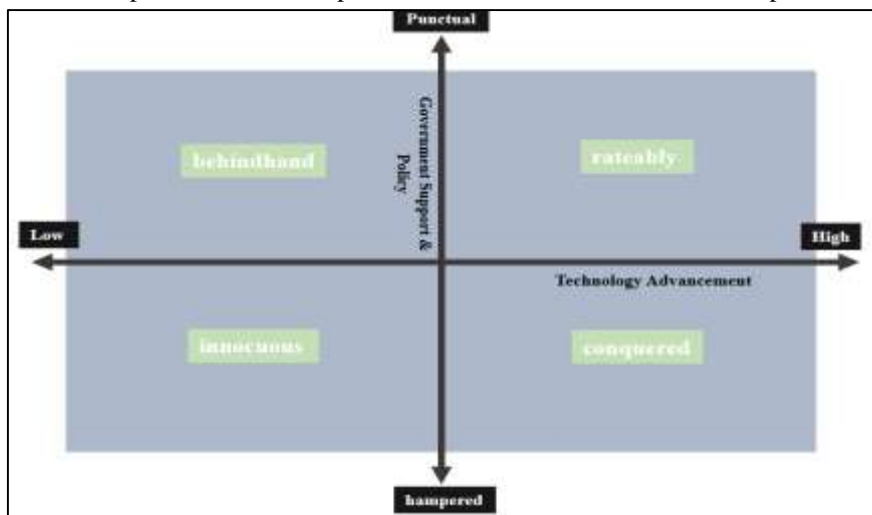 Punctual
Government Support &
Policy
behindhand
rateably
Low
High
Technology Advancement
innocuous
conquered
hampered